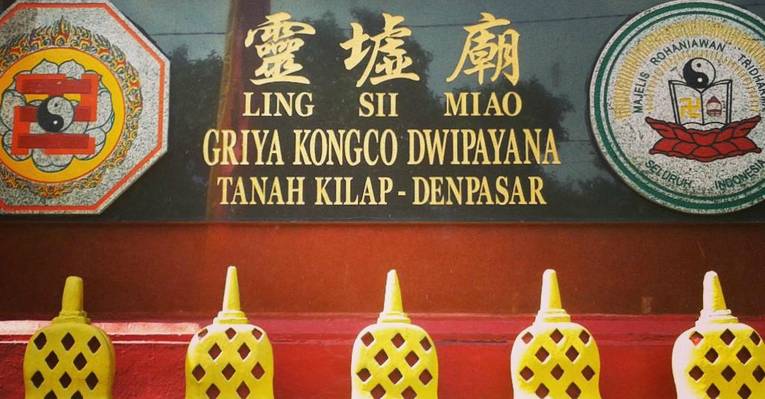 靈墟廟
LING SII MIAO
GRIYA KONGCO DWIPAYANA
TANAH KILAP - DENPASAR
MAJELIS ROHANIAWAN TRIDHARMA
SELURUH INDONESIA